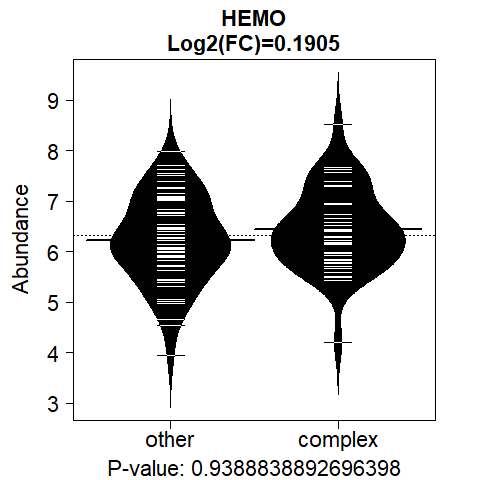 HEMO
Log2(FC)=0.1905
Abundance
9
8
7
6
5
4
3
other complex
P-value: 0.9388838892696398